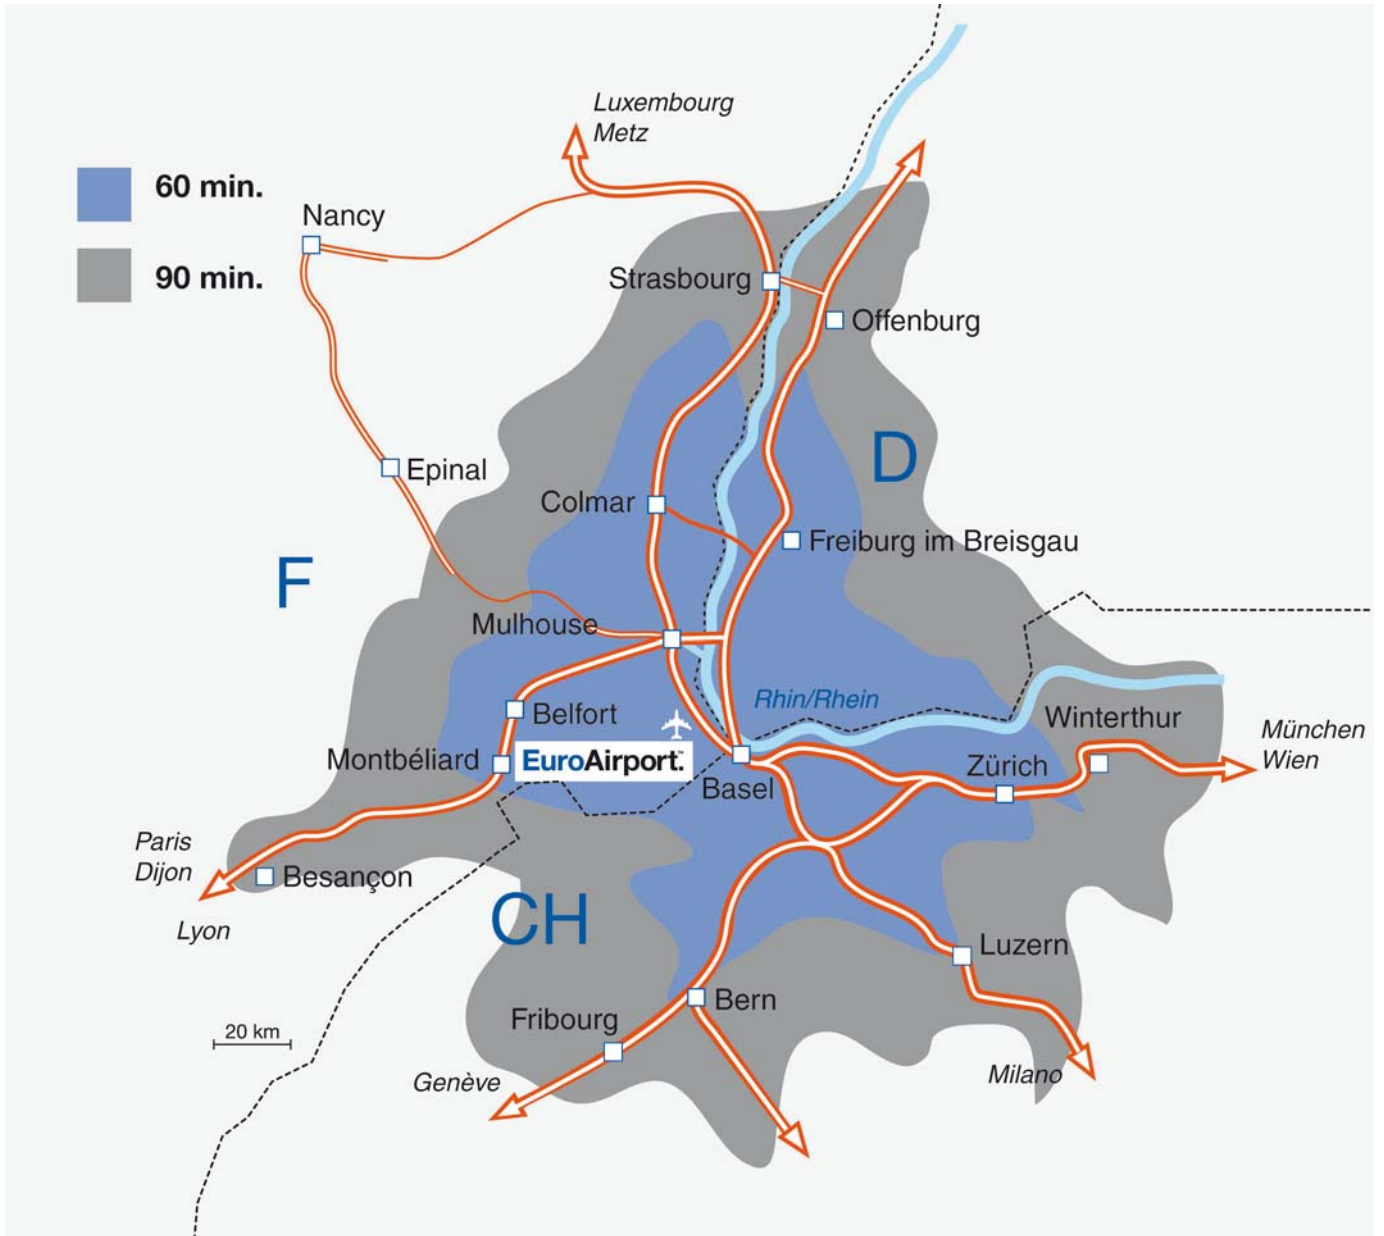 Luxembourg
Metz
60 min.
Nancy
90 min.
Strasbourg
Offenburg
D
Epinal
Colmar
Freiburg im Breisgau
F
Mulhouse
Rhin/Rhein
Belfort
Winterthur
München
Wien
Montbéliard
EuroAirport.™
Zürich
Basel
Paris
Dijon
Besançon
CH
Lyon
Luzern
Bern
Fribourg
20 km
Genève
Milano